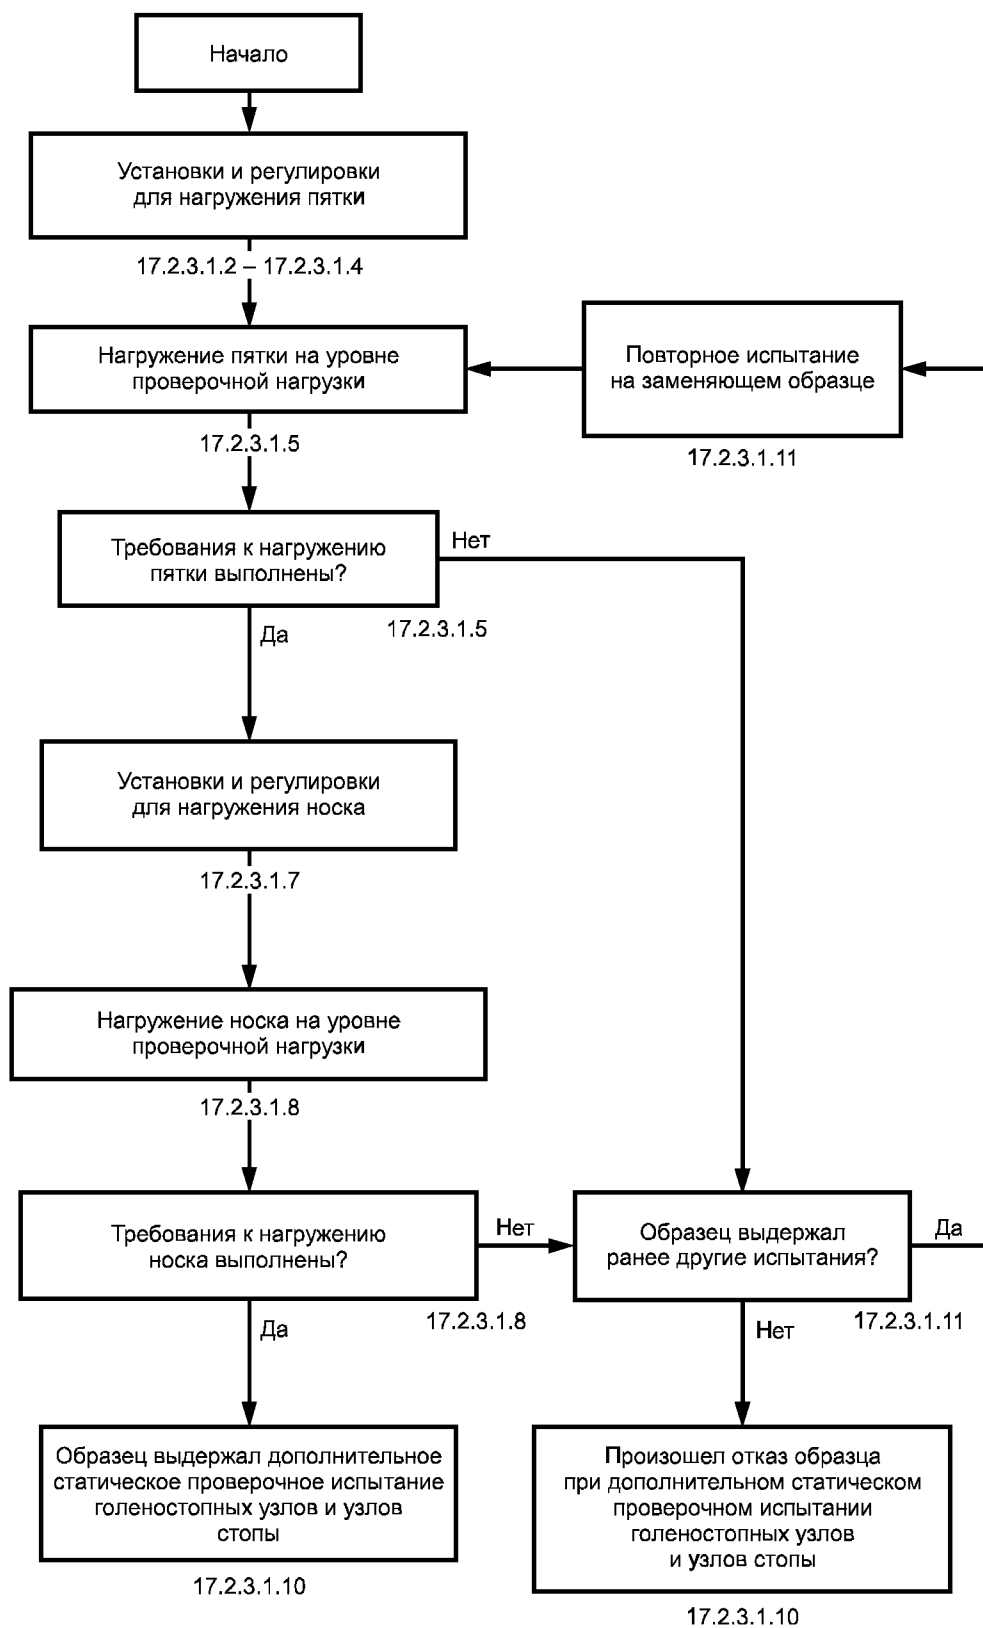 Начало
Установки и регулировки
для нагружения пятки
17.2.3.1.2 – 17.2.3.1.4
Нагружение пятки на уровне
проверочной нагрузки
17.2.3.1.5
Повторное испытание
на заменяющем образце
17.2.3.1.11
Требования к нагружению
пятки выполнены?
Нет
17.2.3.1.5
Да
Установки и регулировки
для нагружения носка
17.2.3.1.7
Нагружение носка на уровне
проверочной нагрузки
17.2.3.1.8
Требования к нагружению
носка выполнены?
Нет
17.2.3.1.8
Да
Образец выдержал
ранее другие испытания?
Да
17.2.3.1.11
Нет
Образец выдержал дополнительное
статическое проверочное испытание
голеностопных узлов и узлов
стопы
17.2.3.1.10
Произошел отказ образца
при дополнительном статическом
проверочном испытании
голеностопных узлов
и узлов стопы
17.2.3.1.10